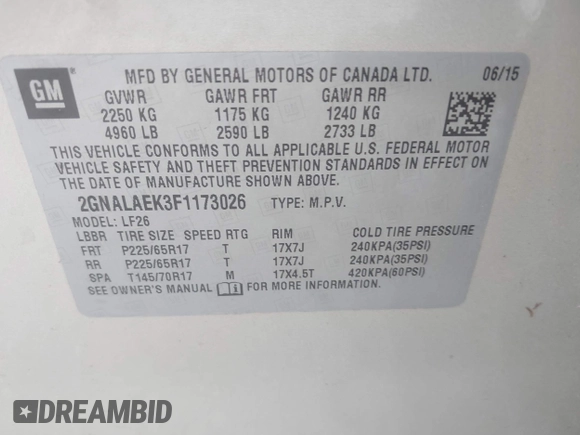 GM
MFD BY GENERAL MOTORS OF CANADA LTD. 06/15
GVWR GAWR FRT GAWR RR
2250 KG 1175 KG 1240 KG
4960 LB 2590 LB 2733 LB
THIS VEHICLE CONFORMS TO ALL APPLICABLE U.S. FEDERAL MOTOR
VEHICLE SAFETY AND THEFT PREVENTION STANDARDS IN EFFECT ON
THE DATE OF MANUFACTURE SHOWN ABOVE.
2GNALAEK3F1173026 TYPE: M.P.V.
MODEL: LF26
LBBR TIRE SIZE SPEED RTG RIM COLD TIRE PRESSURE
FRT P225/65R17 T 17X7J 240KPA(35PSI)
RR P225/65R17 T 17X7J 240KPA(35PSI)
SPA T145/70R17 M 17X4.5T 420KPA(60PSI)
SEE OWNER'S MANUAL FOR MORE INFORMATION.
DREAMBID